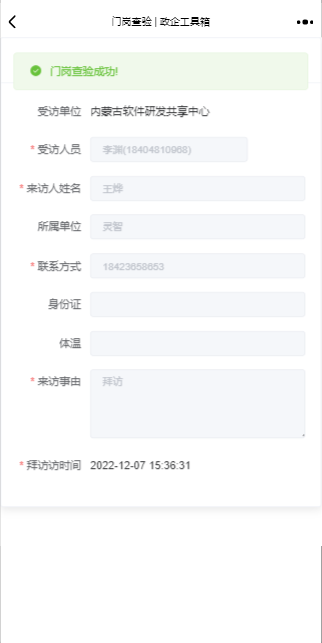 门岗查验 | 政企工具箱
门岗查验成功!
受访单位 内蒙古软件研发共享中心
* 受访人员 李渊(18404810968)
* 来访人姓名 王烨
所属单位 灵智
* 联系方式 18423658653
身份证
体温
* 来访事由 拜访
* 拜访访时间 2022-12-07 15:36:31